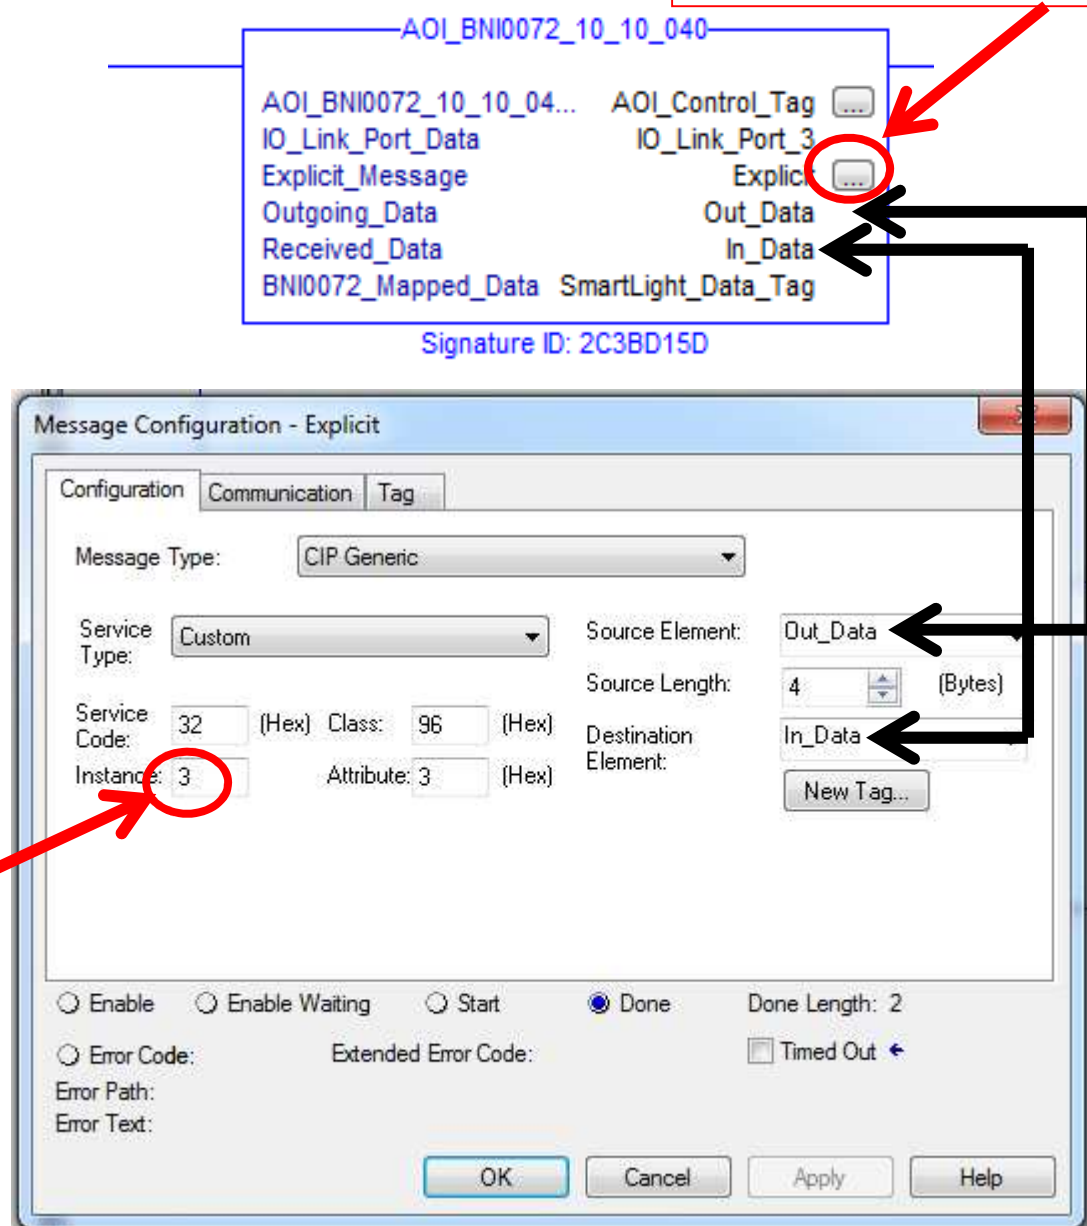 AOI_BNI0072_10_10_040
AOI_BNI0072_10_10_04... AOI_Control_Tag ...
IO_Link_Port_Data IO_Link_Port_3
Explicit_Message Explicit ...
Outgoing_Data Out_Data
Received_Data In_Data
BNI0072_Mapped_Data SmartLight_Data_Tag
Signature ID: 2C3BD15D
Message Configuration - Explicit
Configuration Communication Tag
Message Type: CIP Generic
Service Type: Custom
Source Element: Out_Data
Source Length: 4 (Bytes)
Service Code: 32 (Hex) Class: 96 (Hex)
Destination Element: In_Data
Instance: 3 Attribute: 3 (Hex)
New Tag...
Enable Enable Waiting Start Done Done Length: 2
Error Code: Extended Error Code: Timed Out
Error Path:
Error Text:
OK Cancel Apply Help